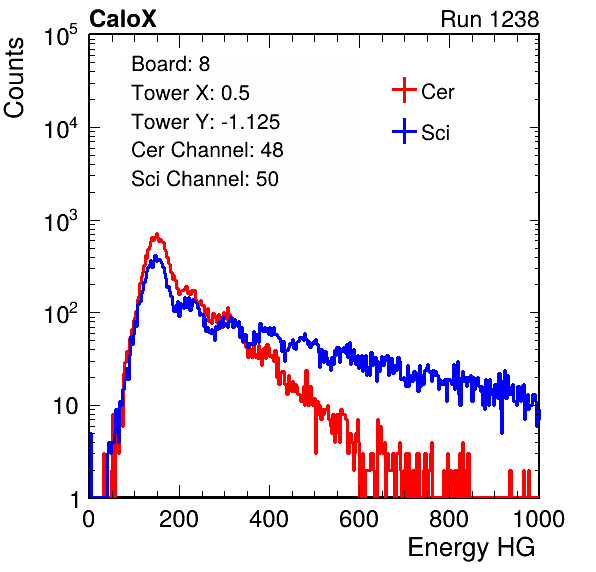 CaloX Run 1238
Counts
10^5
10^4
10^3
10^2
10
1
Board: 8
Tower X: 0.5
Tower Y: -1.125
Cer Channel: 48
Sci Channel: 50
Cer
Sci
0 200 400 600 800 1000
Energy HG